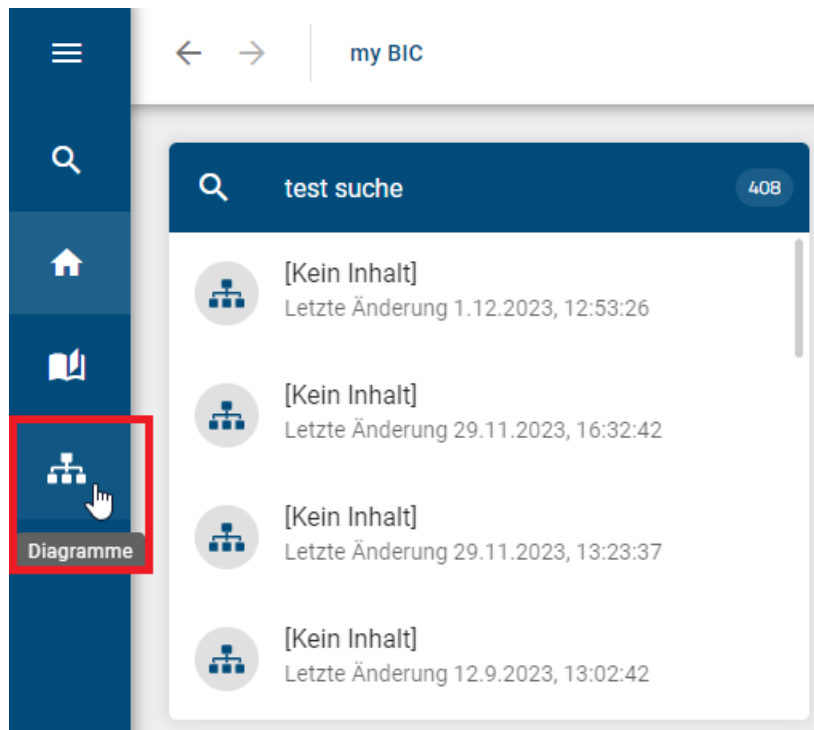 my BIC
test suche
408
[Kein Inhalt]
Letzte Änderung 1.12.2023, 12:53:26
[Kein Inhalt]
Letzte Änderung 29.11.2023, 16:32:42
[Kein Inhalt]
Letzte Änderung 29.11.2023, 13:23:37
Diagramme
[Kein Inhalt]
Letzte Änderung 12.9.2023, 13:02:42